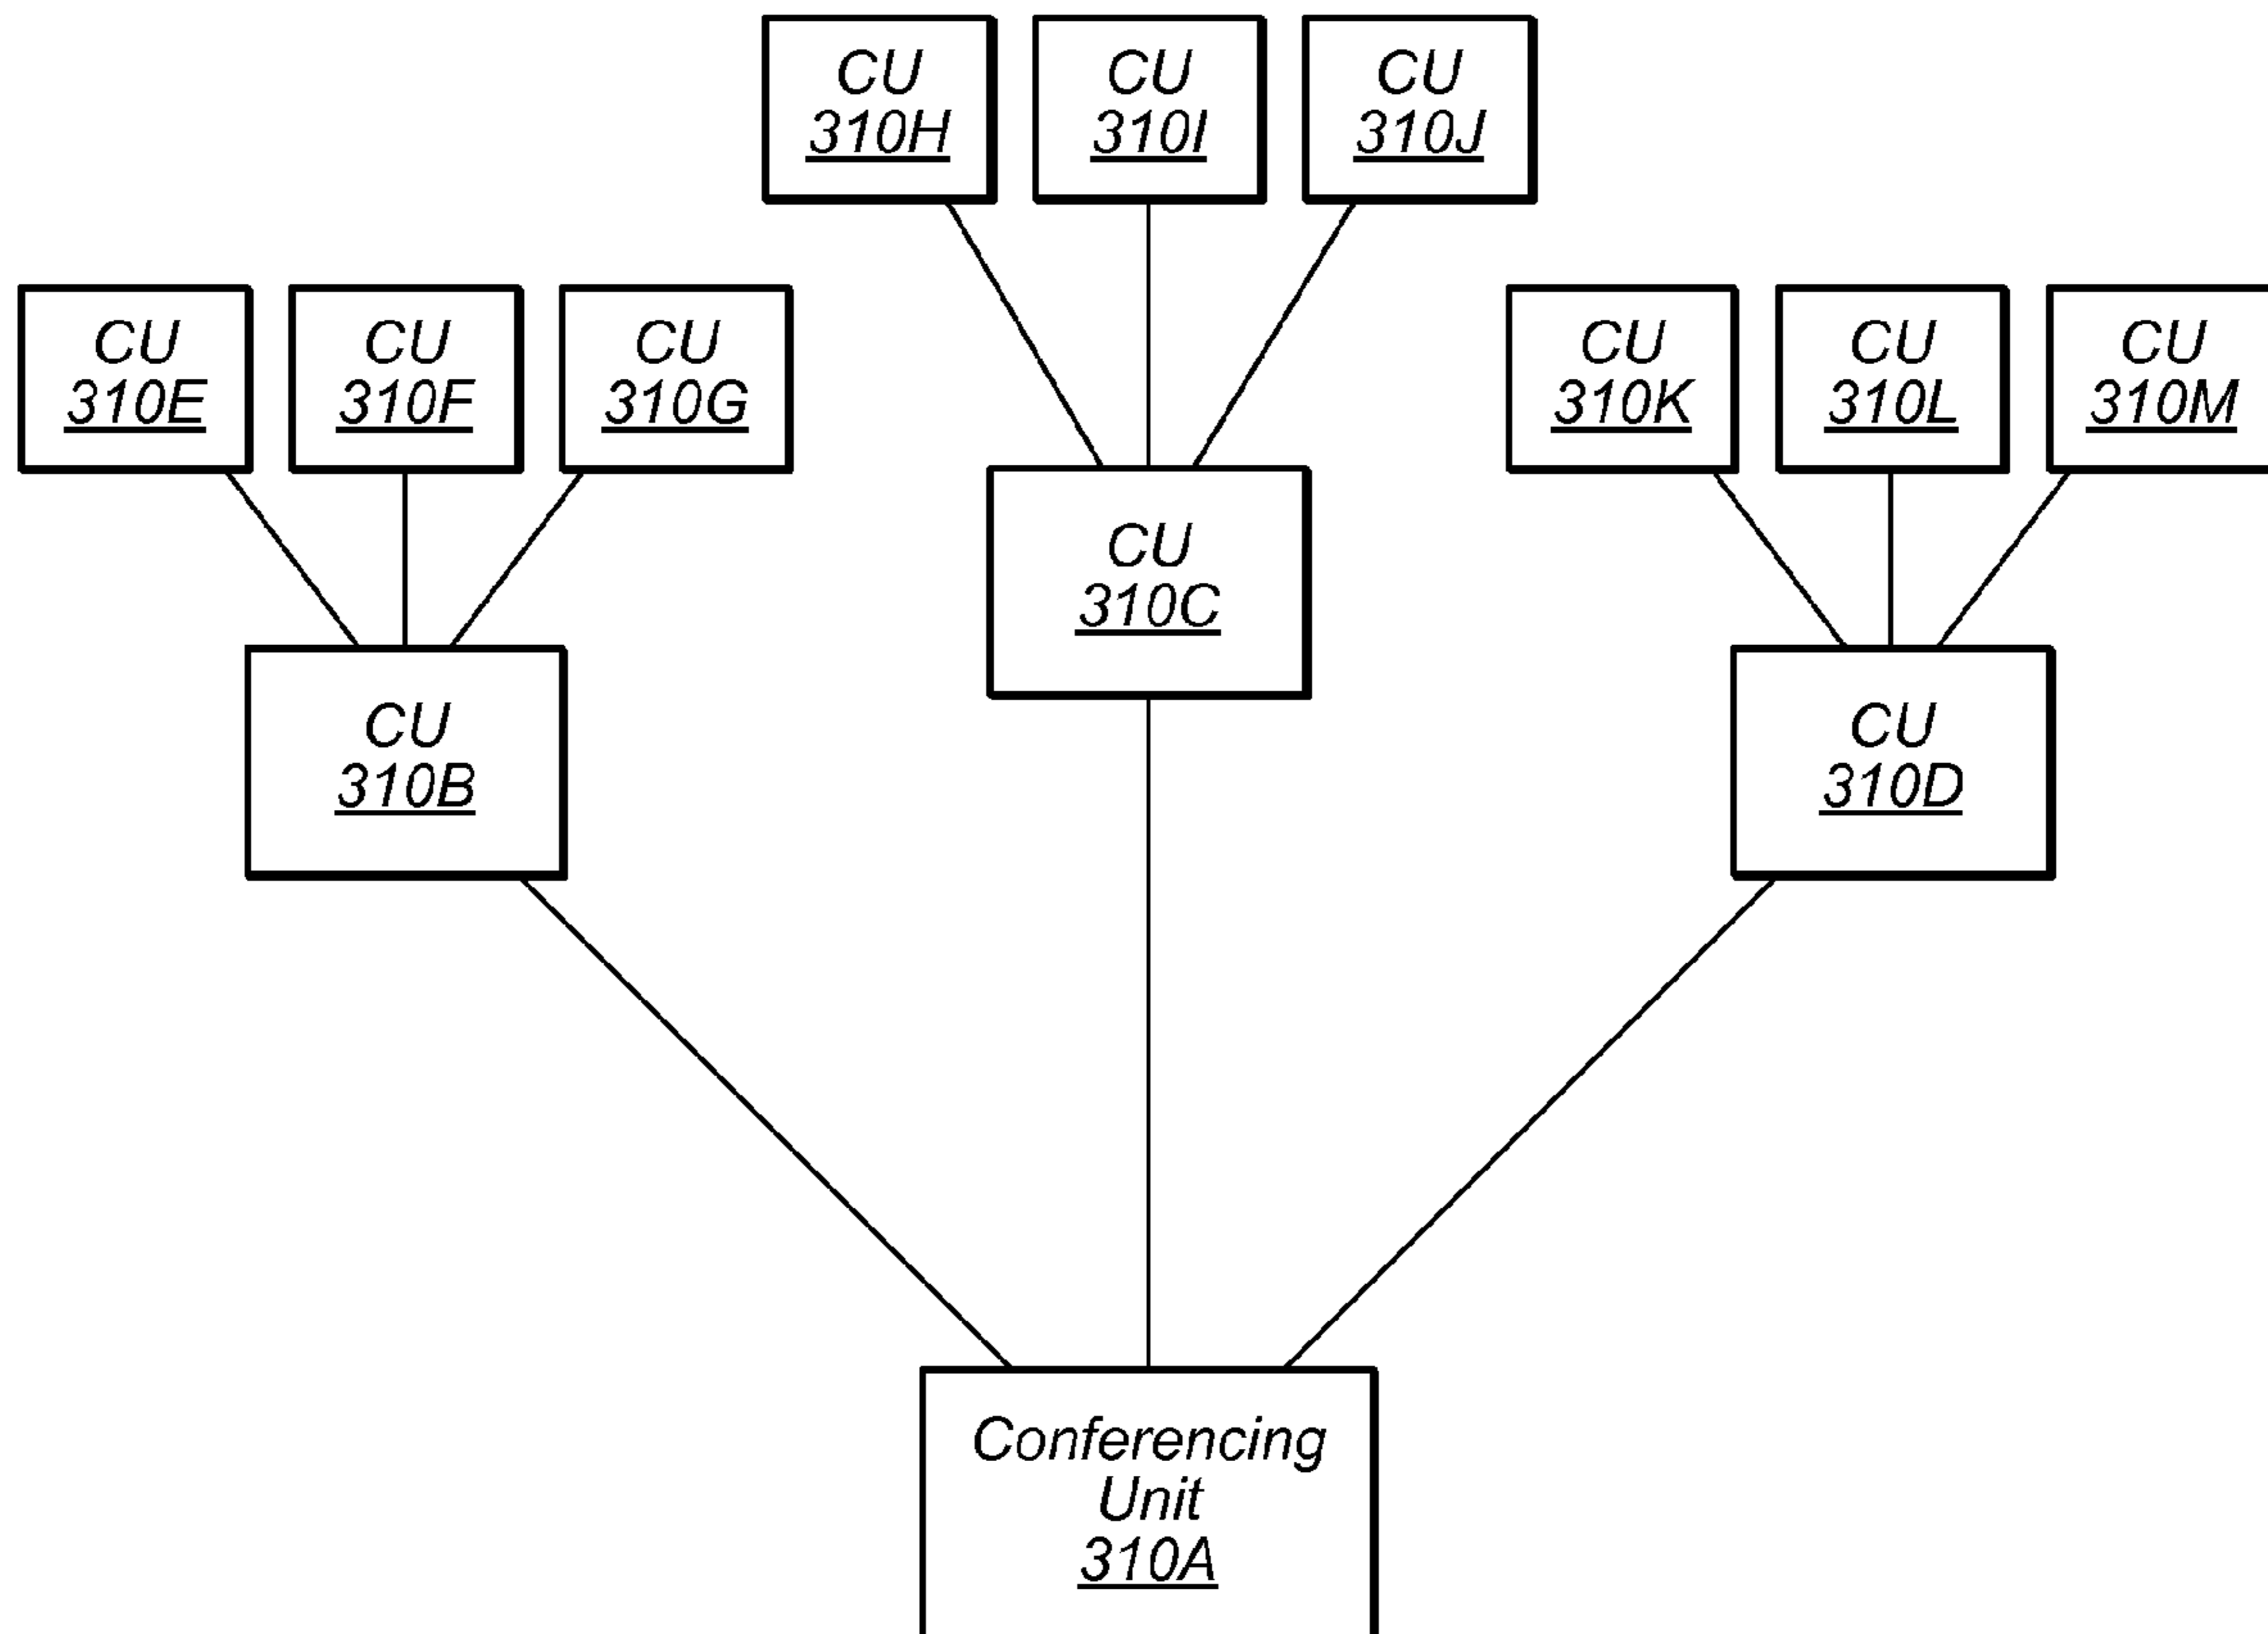 CU
310H
CU
310I
CU
310J
CU
310E
CU
310F
CU
310G
CU
310K
CU
310L
CU
310M
CU
310C
CU
310B
CU
310D
Conferencing
Unit
310A